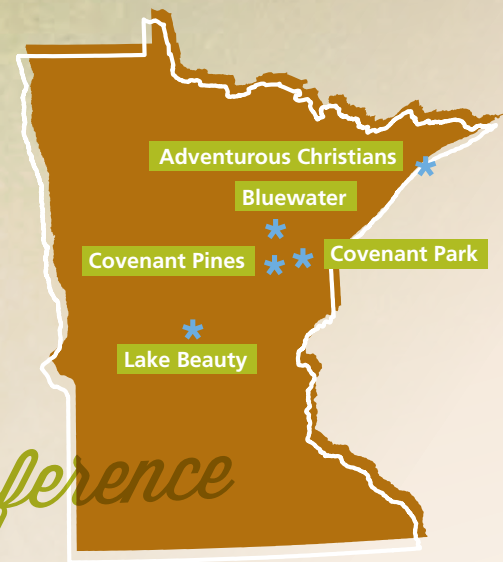 Adventurous Christians
Bluewater
Covenant Pines
Covenant Park
Lake Beauty
ference